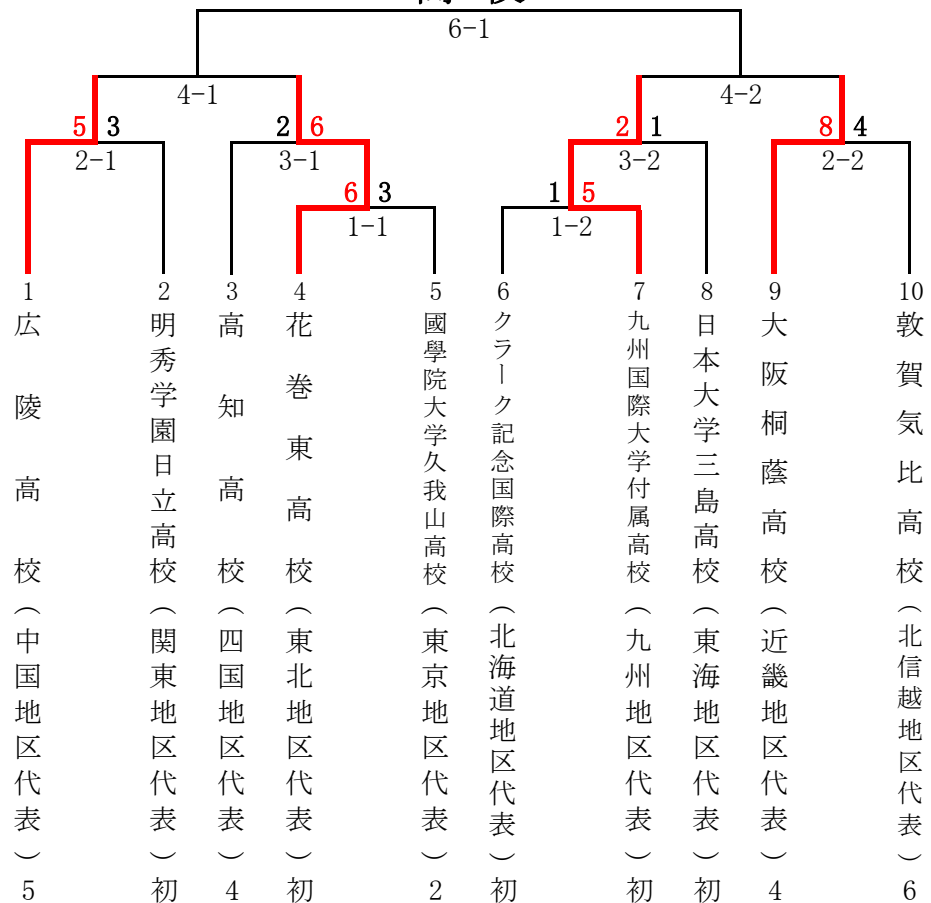 高 校
6-1
4-1
4-2
5 3
2 6
2 1
8 4
2-1
3-1
3-2
2-2
6 3
1 5
1-1
1-2
1 広陵高校（中国地区代表）5
2 明秀学園日立高校（関東地区代表）初
3 高知高校（四国地区代表）4
4 花巻東高校（東北地区代表）初
5 國學院大学久我山高校（東京地区代表）2
6 クラーク記念国際高校（北海道地区代表）初
7 九州国際大学付属高校（九州地区代表）初
8 日本大学三島高校（東海地区代表）初
9 大阪桐蔭高校（近畿地区代表）4
10 敦賀気比高校（北信越地区代表）6